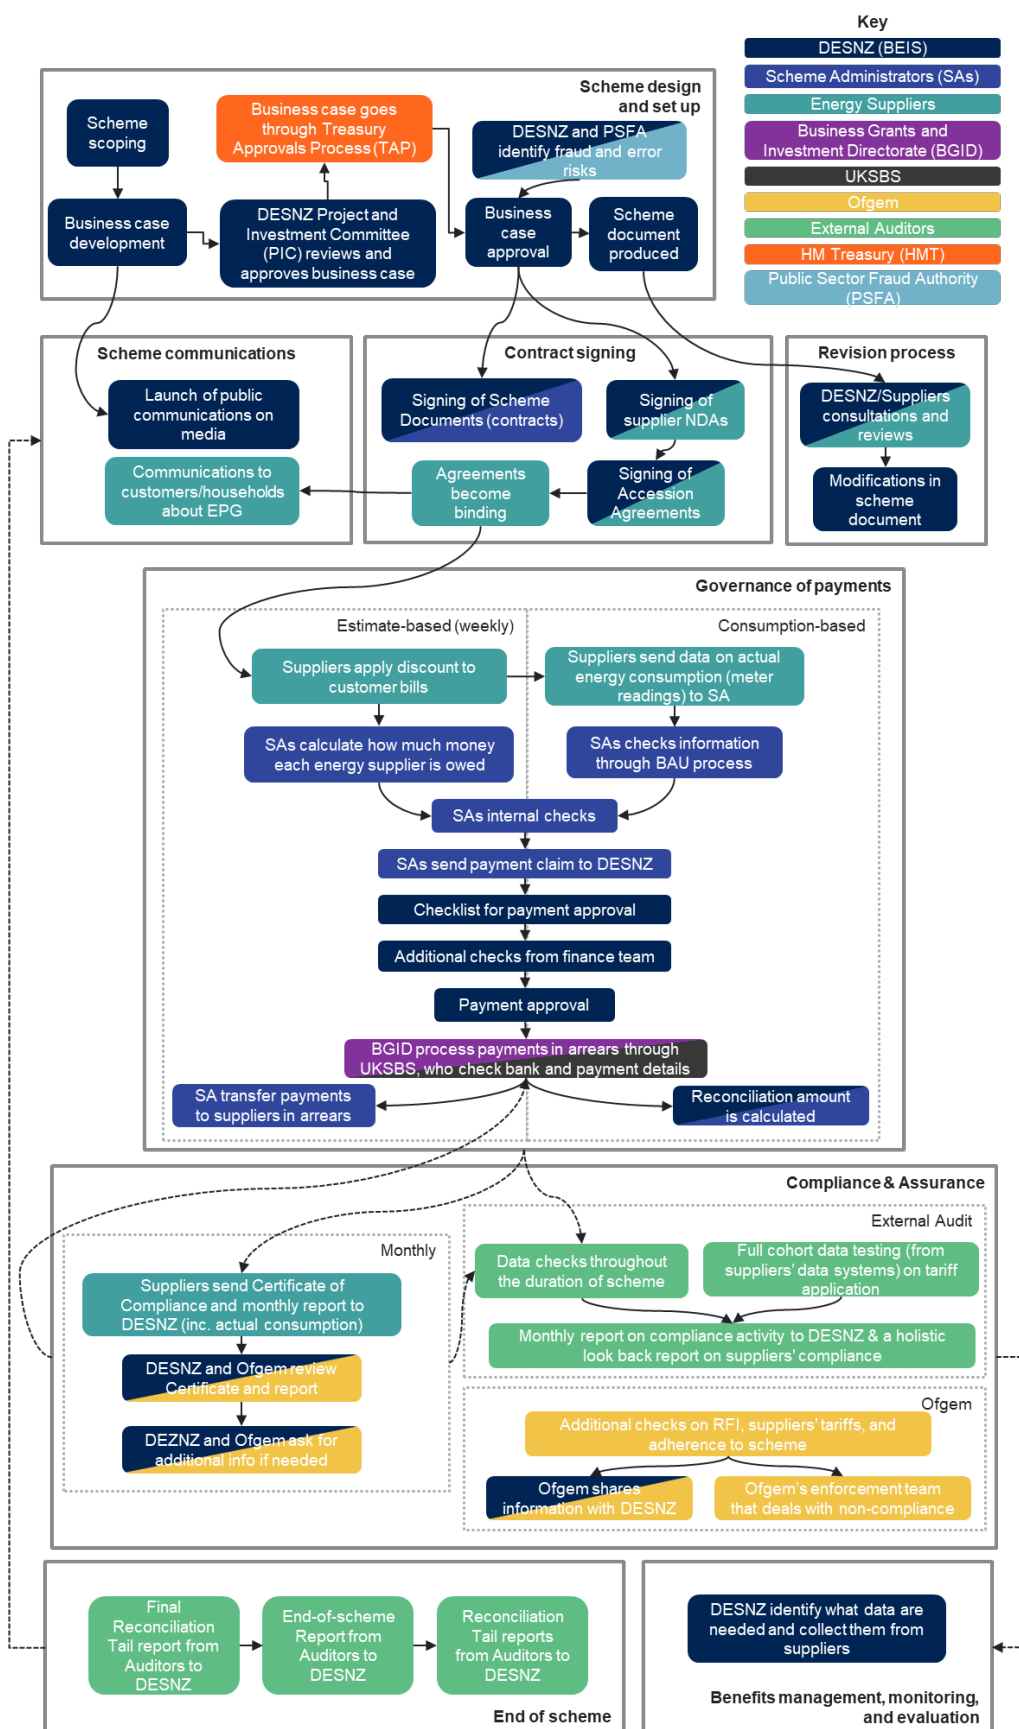 Key
DESNZ (BEIS)
Scheme Administrators (SAs)
Energy Suppliers
Business Grants and
Investment Directorate (BGID)
UKSBS
Ofgem
External Auditors
HM Treasury (HMT)
Public Sector Fraud Authority
(PSFA)
Scheme design
and set up
Scheme
scoping
Business case goes
through Treasury
Approvals Process (TAP)
DESNZ and PSFA
identify fraud and error
risks
Business case
development
DESNZ Project and
Investment Committee
(PIC) reviews and
approves business case
Business
case
approval
Scheme
document
produced
Scheme communications
Launch of public
communications on
media
Communications to
customers/households
about EPG
Contract signing
Signing of Scheme
Documents (contracts)
Signing of
supplier NDAs
Agreements
become
binding
Signing of
Accession
Agreements
Revision process
DESNZ/Suppliers
consultations and
reviews
Modifications in
scheme
document
Governance of payments
Estimate-based (weekly)
Consumption-based
Suppliers apply discount to
customer bills
Suppliers send data on actual
energy consumption (meter
readings) to SA
SAs calculate how much money
each energy supplier is owed
SAs checks information
through BAU process
SAs internal checks
SAs send payment claim to DESNZ
Checklist for payment approval
Additional checks from finance team
Payment approval
BGID process payments in arrears through
UKSBS, who check bank and payment details
SA transfer payments
to suppliers in arrears
Reconciliation amount
is calculated
Compliance & Assurance
Monthly
Suppliers send Certificate of
Compliance and monthly report to
DESNZ (inc. actual consumption)
DESNZ and Ofgem review
Certificate and report
DEZNZ and Ofgem ask for
additional info if needed
External Audit
Data checks throughout
the duration of scheme
Full cohort data testing (from
suppliers' data systems) on tariff
application
Monthly report on compliance activity to DESNZ & a holistic
look back report on suppliers' compliance
Ofgem
Additional checks on RFI, suppliers' tariffs, and
adherence to scheme
Ofgem shares
information with DESNZ
Ofgem's enforcement team
that deals with non-compliance
Final
Reconciliation
Tail report from
Auditors to
DESNZ
End-of-scheme
Report from
Auditors to
DESNZ
Reconciliation
Tail reports
from Auditors to
DESNZ
End of scheme
DESNZ identify what data are
needed and collect them from
suppliers
Benefits management, monitoring,
and evaluation